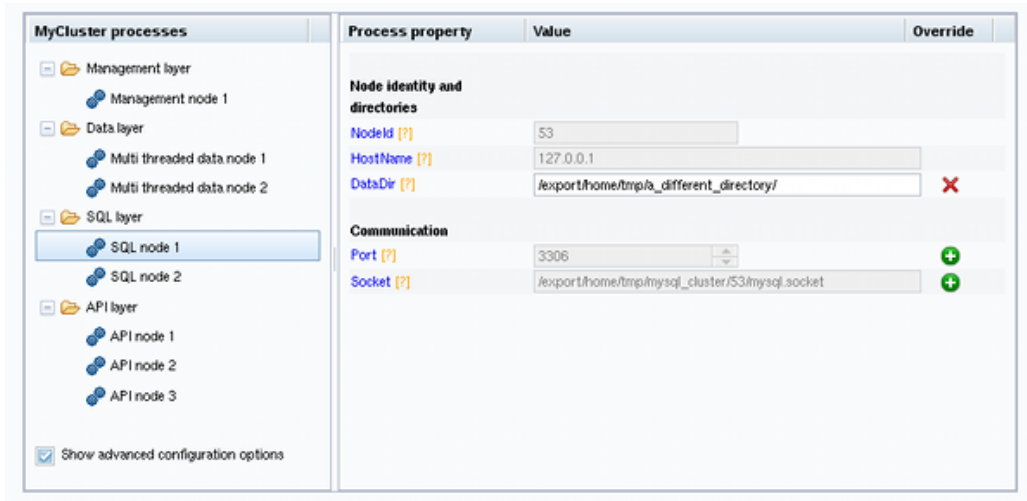 MyCluster processes
Management layer
Management node 1
Data layer
Multi threaded data node 1
Multi threaded data node 2
SQL layer
SQL node 1
SQL node 2
API layer
API node 1
API node 2
API node 3
Show advanced configuration options
Process property Value Override
Node identity and
directories
NodeId [?] 53
HostName [?] 127.0.0.1
DataDir [?] /export/home/tmp/a_different_directory/
Communication
Port [?] 3306
Socket [?] /export/home/tmp/mysql_cluster/53/mysql.socket